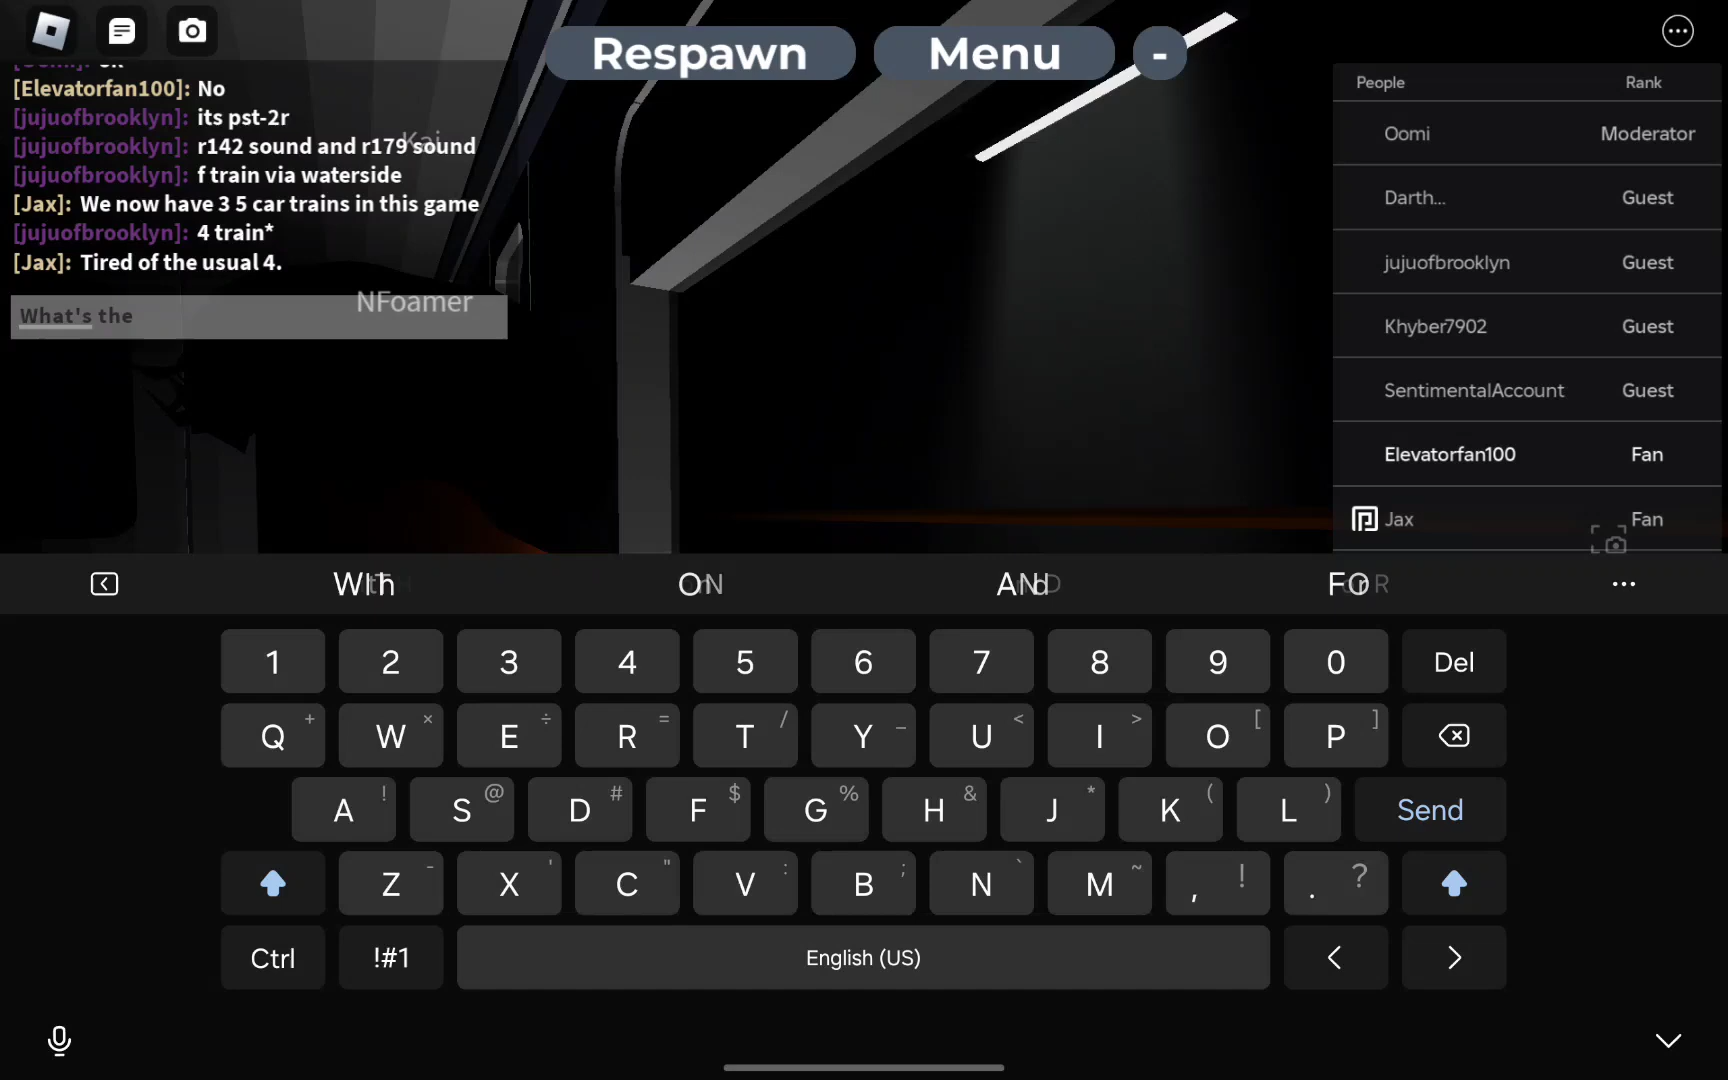 Respawn Menu -
[Elevatorfan100]: No
[jujuofbrooklyn]: its pst-2r
[jujuofbrooklyn]: r142 sound and r179 sound
Kai
[jujuofbrooklyn]: f train via waterside
[Jax]: We now have 3 5 car trains in this game
[jujuofbrooklyn]: 4 train*
[Jax]: Tired of the usual 4.
NFoamer
What's the
People Rank
Oomi Moderator
Darth... Guest
jujuofbrooklyn Guest
Khyber7902 Guest
SentimentalAccount Guest
Elevatorfan100 Fan
Jax Fan
1 2 3 4 5 6 7 8 9 0 Del
+ × ÷ = / _ < > [ ]
Q W E R T Y U I O P
! @ # $ % & * ( )
A S D F G H J K L Send
- ' " : ; ` ~ ! ?
Z X C V B N M , .
Ctrl !#1 English (US) < >